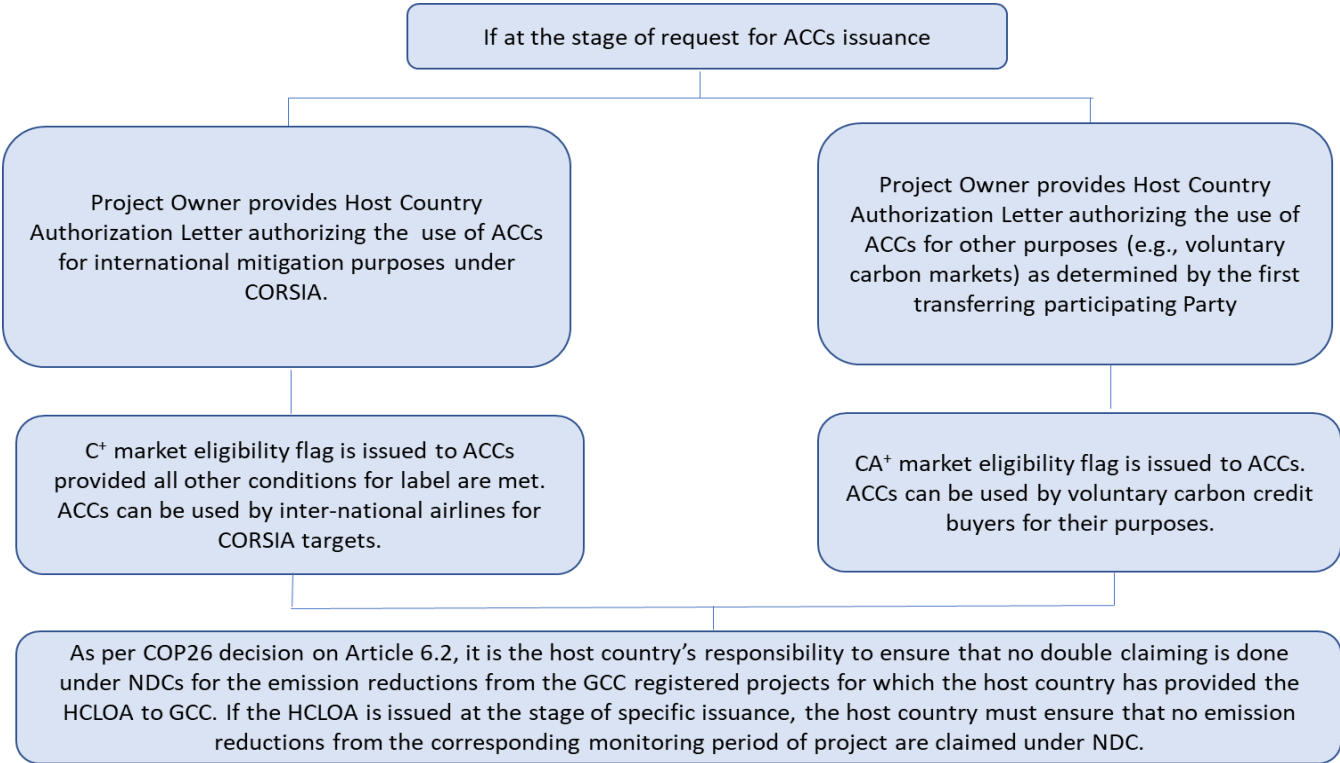 If at the stage of request for ACCs issuance
Project Owner provides Host Country
Authorization Letter authorizing the  use of ACCs
for international mitigation purposes under
CORSIA.
Project Owner provides Host Country
Authorization Letter authorizing the use of
ACCs for other purposes (e.g., voluntary
carbon markets) as determined by the first
transferring participating Party
C⁺ market eligibility flag is issued to ACCs
provided all other conditions for label are met.
ACCs can be used by inter-national airlines for
CORSIA targets.
CA⁺ market eligibility flag is issued to ACCs.
ACCs can be used by voluntary carbon credit
buyers for their purposes.
As per COP26 decision on Article 6.2, it is the host country’s responsibility to ensure that no double claiming is done
under NDCs for the emission reductions from the GCC registered projects for which the host country has provided the
HCLOA to GCC. If the HCLOA is issued at the stage of specific issuance, the host country must ensure that no emission
reductions from the corresponding monitoring period of project are claimed under NDC.